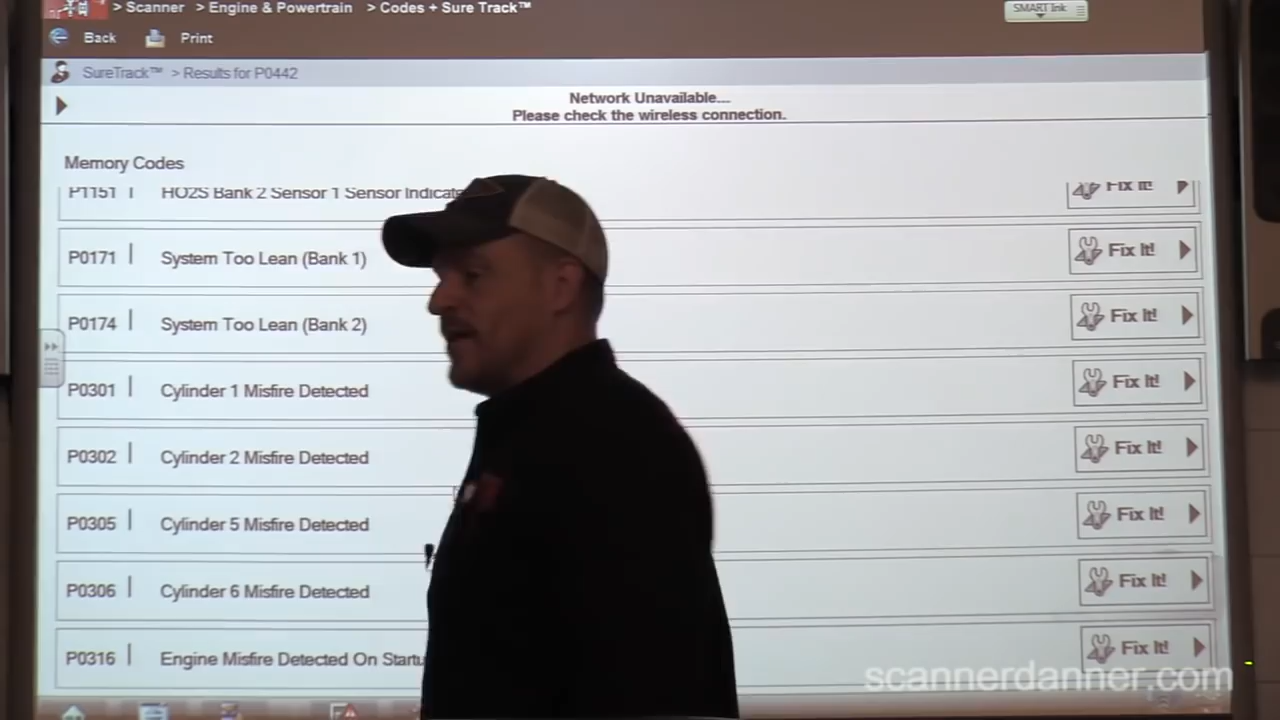 > Scanner > Engine & Powertrain > Codes + Sure Track™
SMART Ink
Back Print
SureTrack™ > Results for P0442
Network Unavailable....
Please check the wireless connection.
Memory Codes
P1151 HO2S Bank 2 Sensor 1 Sensor Indicate Fix It!
P0171 System Too Lean (Bank 1) Fix It!
P0174 System Too Lean (Bank 2) Fix It!
P0301 Cylinder 1 Misfire Detected Fix It!
P0302 Cylinder 2 Misfire Detected Fix It!
P0305 Cylinder 5 Misfire Detected Fix It!
P0306 Cylinder 6 Misfire Detected Fix It!
P0316 Engine Misfire Detected On Startu Fix It!
scannerdanner.com